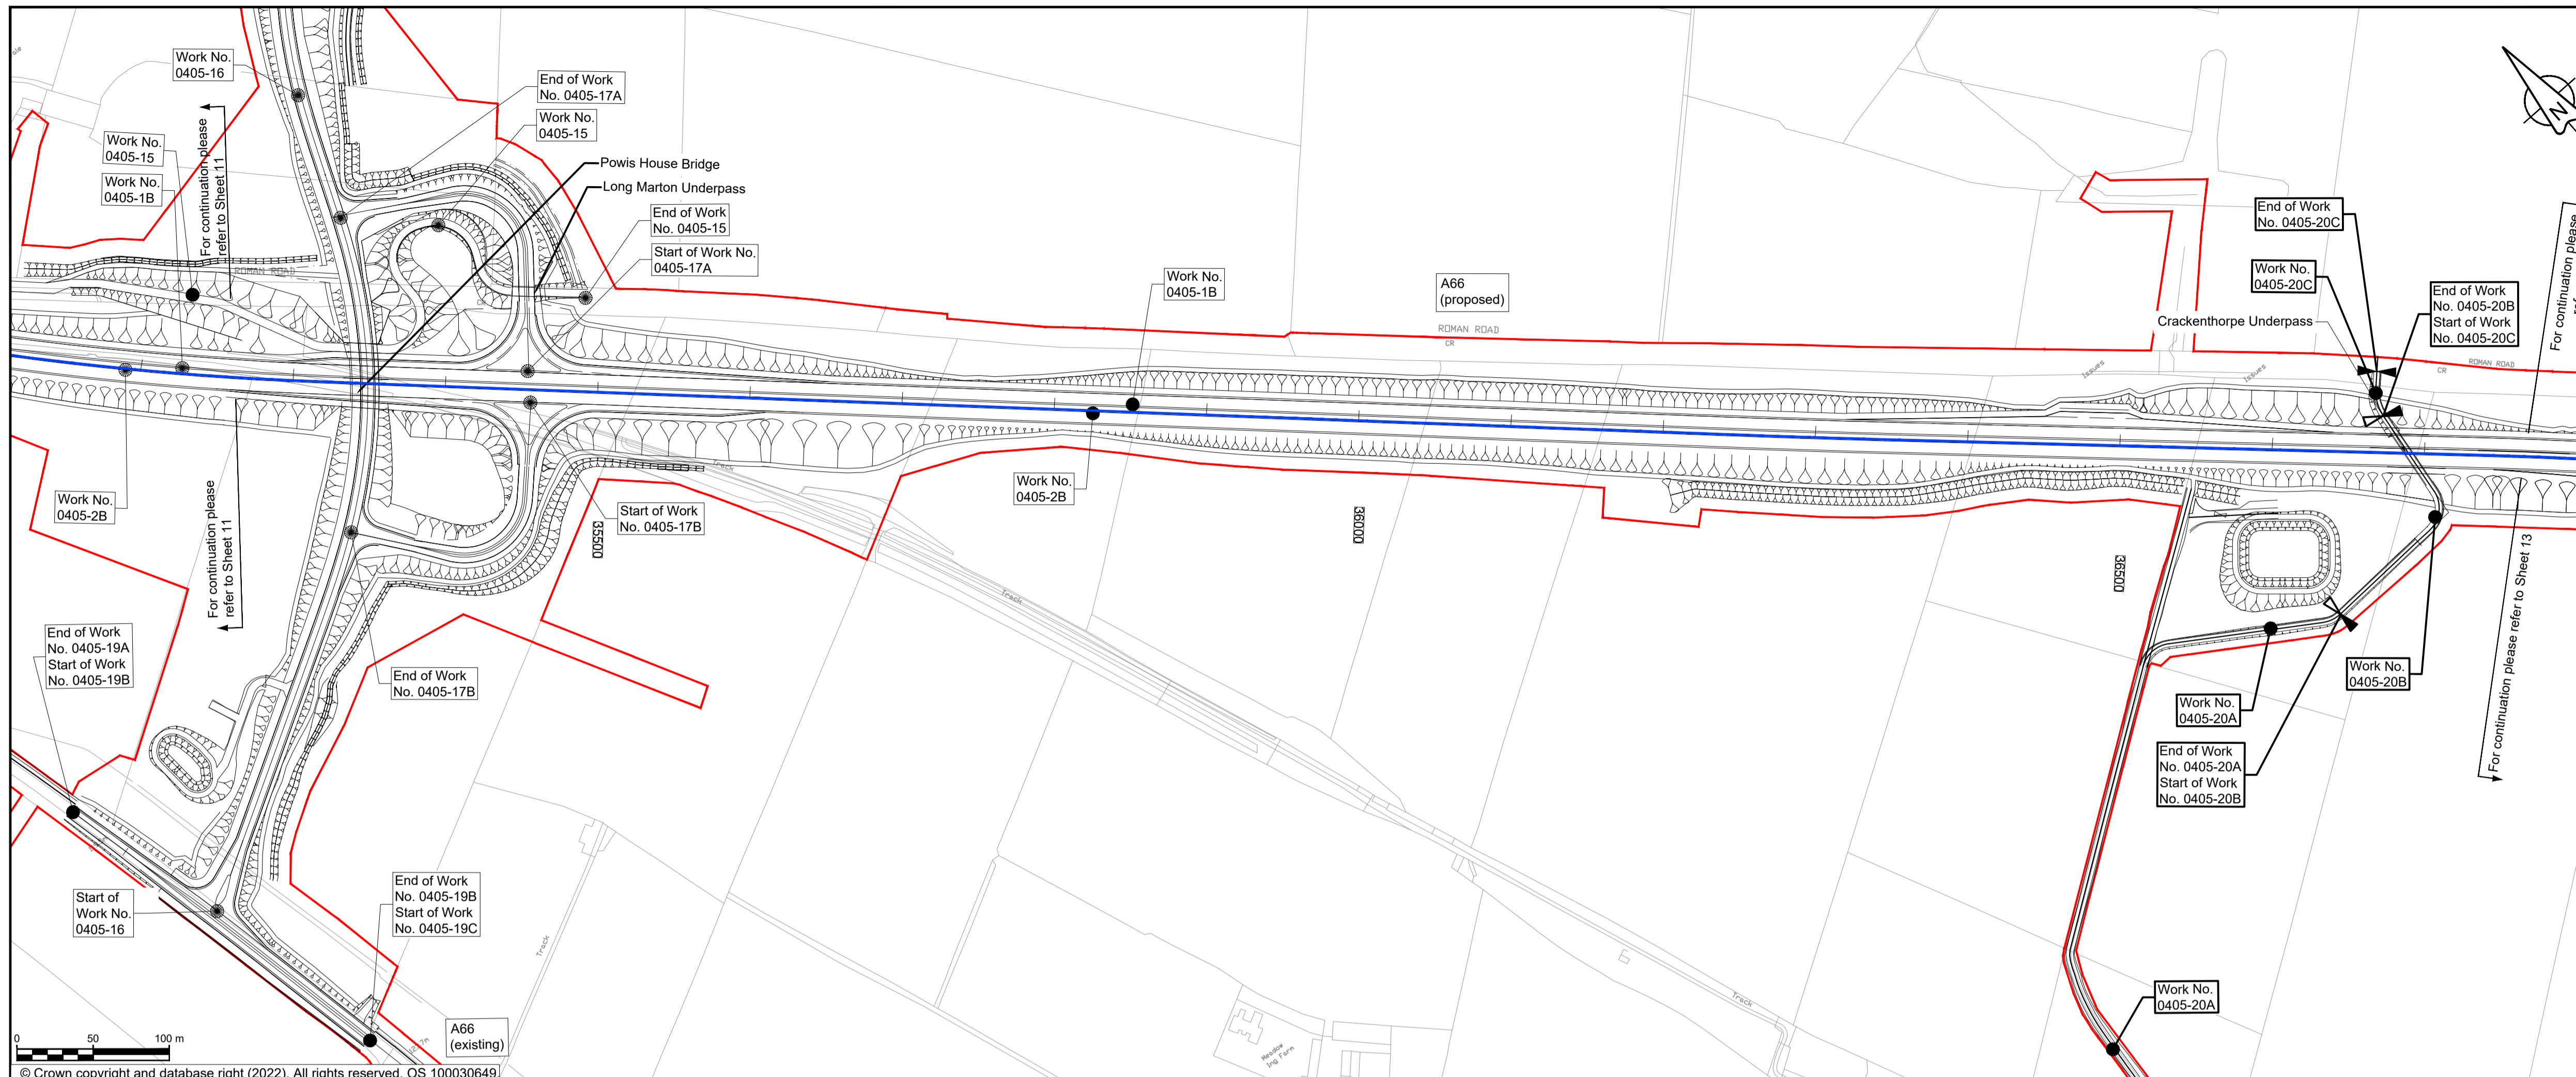 Work No.
0405-16
For continuation please
refer to Sheet 11
Work No.
0405-15
Work No.
0405-1B
End of Work
No. 0405-17A
Work No.
0405-15
Powis House Bridge
Long Marton Underpass
End of Work
No. 0405-15
Start of Work No.
0405-17A
ROMAN ROAD
Work No.
0405-1B
A66
(proposed)
ROMAN ROAD
CR
End of Work
No. 0405-20C
Work No.
0405-20C
Crackenthorpe Underpass
End of Work
No. 0405-20B
Start of Work
No. 0405-20C
N
For continuation please
Issues
Issues
ROMAN ROAD
CR
Work No.
0405-2B
For continuation please
refer to Sheet 11
Start of Work
No. 0405-17B
Track
35500
Work No.
0405-2B
36000
36500
For continuation please refer to Sheet 13
End of Work
No. 0405-19A
Start of Work
No. 0405-19B
End of Work
No. 0405-17B
Track
Work No.
0405-20B
Work No.
0405-20A
End of Work
No. 0405-20A
Start of Work
No. 0405-20B
Start of
Work No.
0405-16
End of Work
No. 0405-19B
Start of Work
No. 0405-19C
Track
Track
Work No.
0405-20A
A66
(existing)
Meadow
Ing Farm
0 50 100 m
© Crown copyright and database right (2022). All rights reserved. OS 100030649